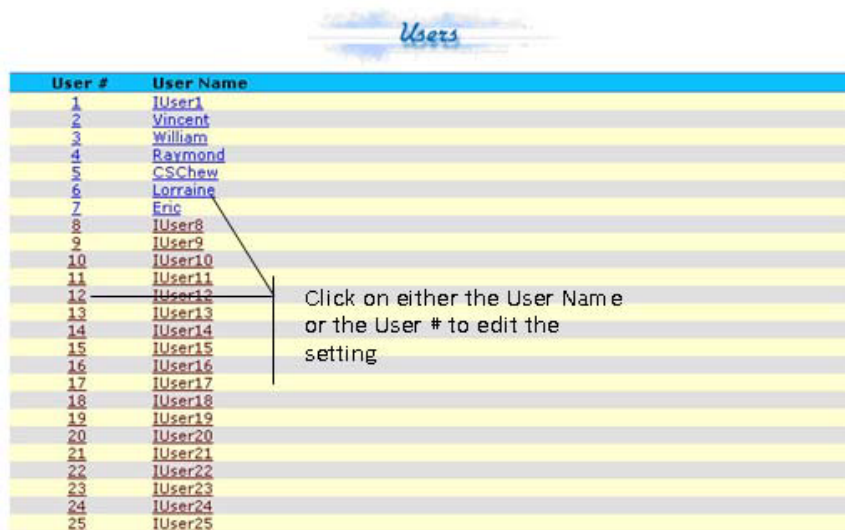 Users
User # User Name
1 IUser1
2 Vincent
3 William
4 Raymond
5 CSChew
6 Lorraine
7 Eric
8 IUser8
9 IUser9
10 IUser10
11 IUser11
12 IUser12
13 IUser13
14 IUser14
15 IUser15
16 IUser16
17 IUser17
18 IUser18
19 IUser19
20 IUser20
21 IUser21
22 IUser22
23 IUser23
24 IUser24
25 IUser25
Click on either the User Name
or the User # to edit the
setting